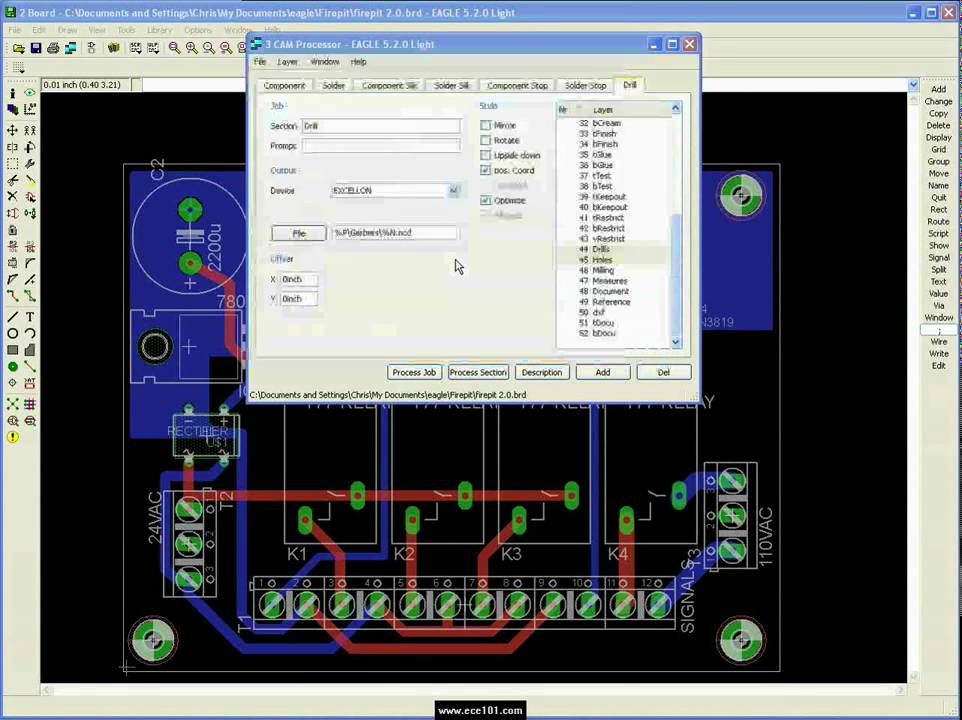 2 Board - C:\Documents and Settings\Chris\My Documents\eagle\Firepit\firepit 2.0.brd - EAGLE 5.2.0 Light
File Edit Draw View Tools Library Options Window Help
0.01 inch (0.40 3.21)
3 CAM Processor - EAGLE 5.2.0 Light
File Layer Window Help
Component Solder Component Silk Solder Silk Component Stop Solder Stop Drill
Job
Section: Drill
Prompt:
Output
Device EXCELLON
File %P\Gerbers\%N.ncd
Offset
X 0inch
Y 0inch
Style
Mirror
Rotate
Upside down
pos. Coord
Optimize
Nr Layer
32 bCream
33 tFinish
34 bFinish
35 tGlue
36 bGlue
37 tTest
38 bTest
39 tKeepout
40 bKeepout
41 tRestrict
42 bRestrict
43 vRestrict
44 Drills
45 Holes
46 Milling
47 Measures
48 Document
49 Reference
50 dxf
51 tDocu
52 bDocu
Process Job Process Section Description Add Del
C:\Documents and Settings\Chris\My Documents\eagle\Firepit\firepit 2.0.brd
Add
Change
Copy
Delete
Display
Grid
Group
Move
Name
Quit
Rect
Route
Script
Show
Signal
Split
Text
Value
Via
Window
;
Wire
Write
Edit
C2
2200u
780
N3819
RECTIFIER
24VAC
T2
1
2
3
K1 K2 K3 K4
T3
110VAC
3
2
1
T1
1 2 3 4 5 6 7 8 9 10 11 12
SIGNALS
www.ece101.com